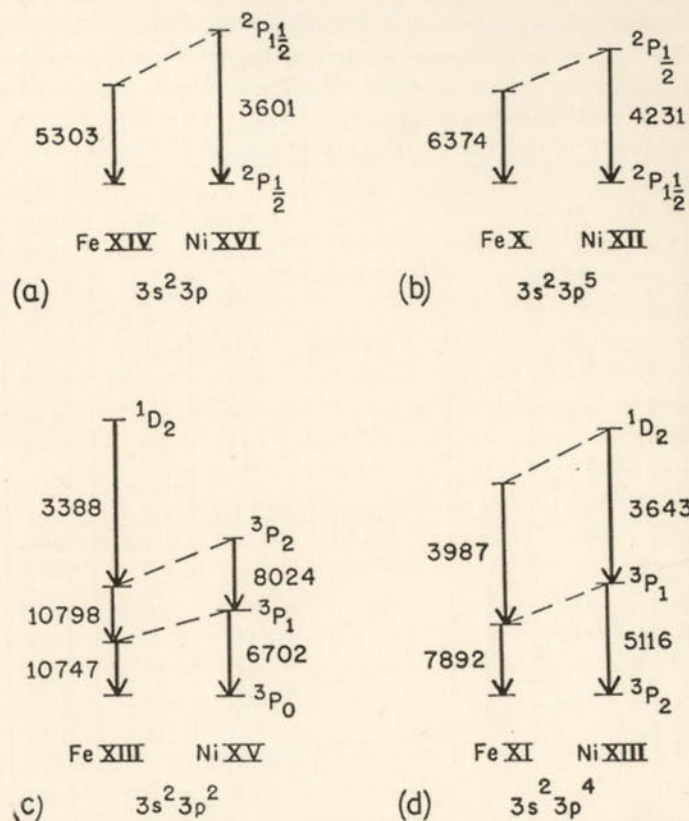 ²P₁½
5303
3601
²P½
Fe XIV Ni XVI
(a) 3s²3p
²P½
6374
4231
²P₁½
Fe X Ni XII
(b) 3s²3p⁵
¹D₂
3388
³P₂
8024
10798
³P₁
10747
6702
³P₀
Fe XIII Ni XV
(c) 3s²3p²
¹D₂
3643
3987
³P₁
7892
5116
³P₂
Fe XI Ni XIII
(d) 3s²3p⁴